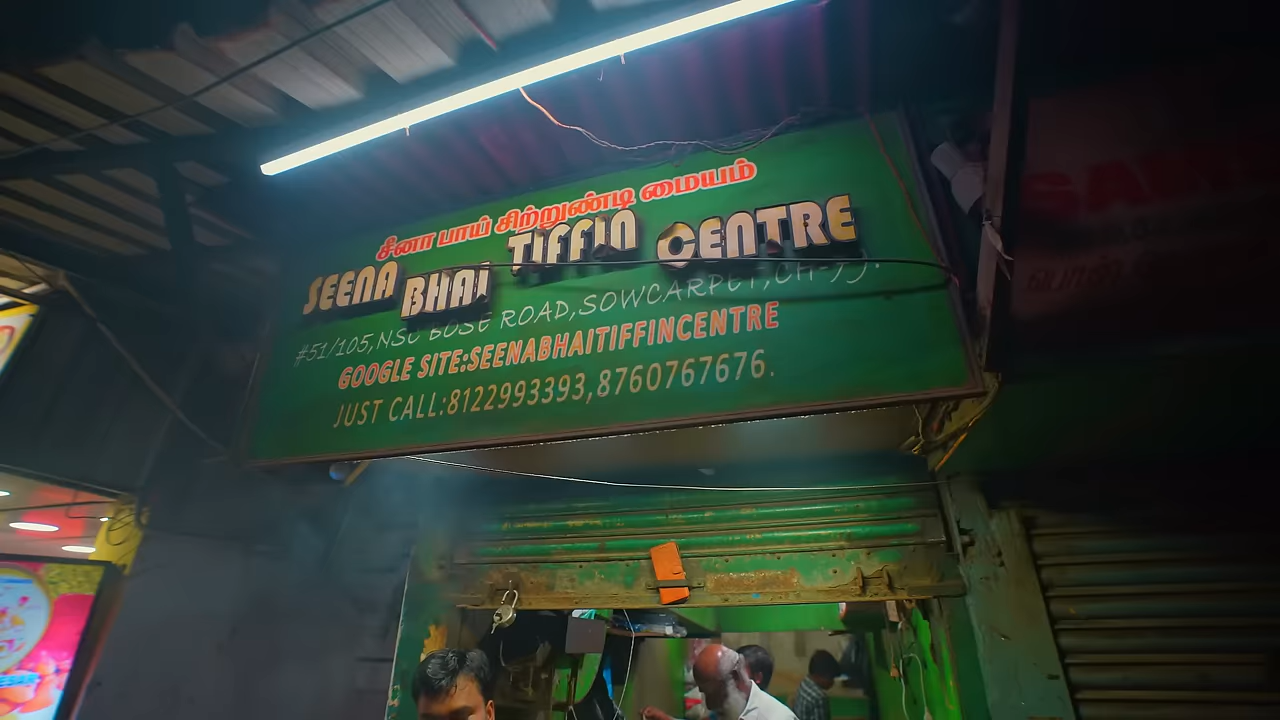 சீனா பாய் சிற்றுண்டி மையம்
SEENA BHAI TIFFIN CENTRE
#51/105,NSC BOSE ROAD,SOWCARPET,CH-79.
GOOGLE SITE:SEENABHAITIFFINCENTRE
JUST CALL:8122993393,8760767676.